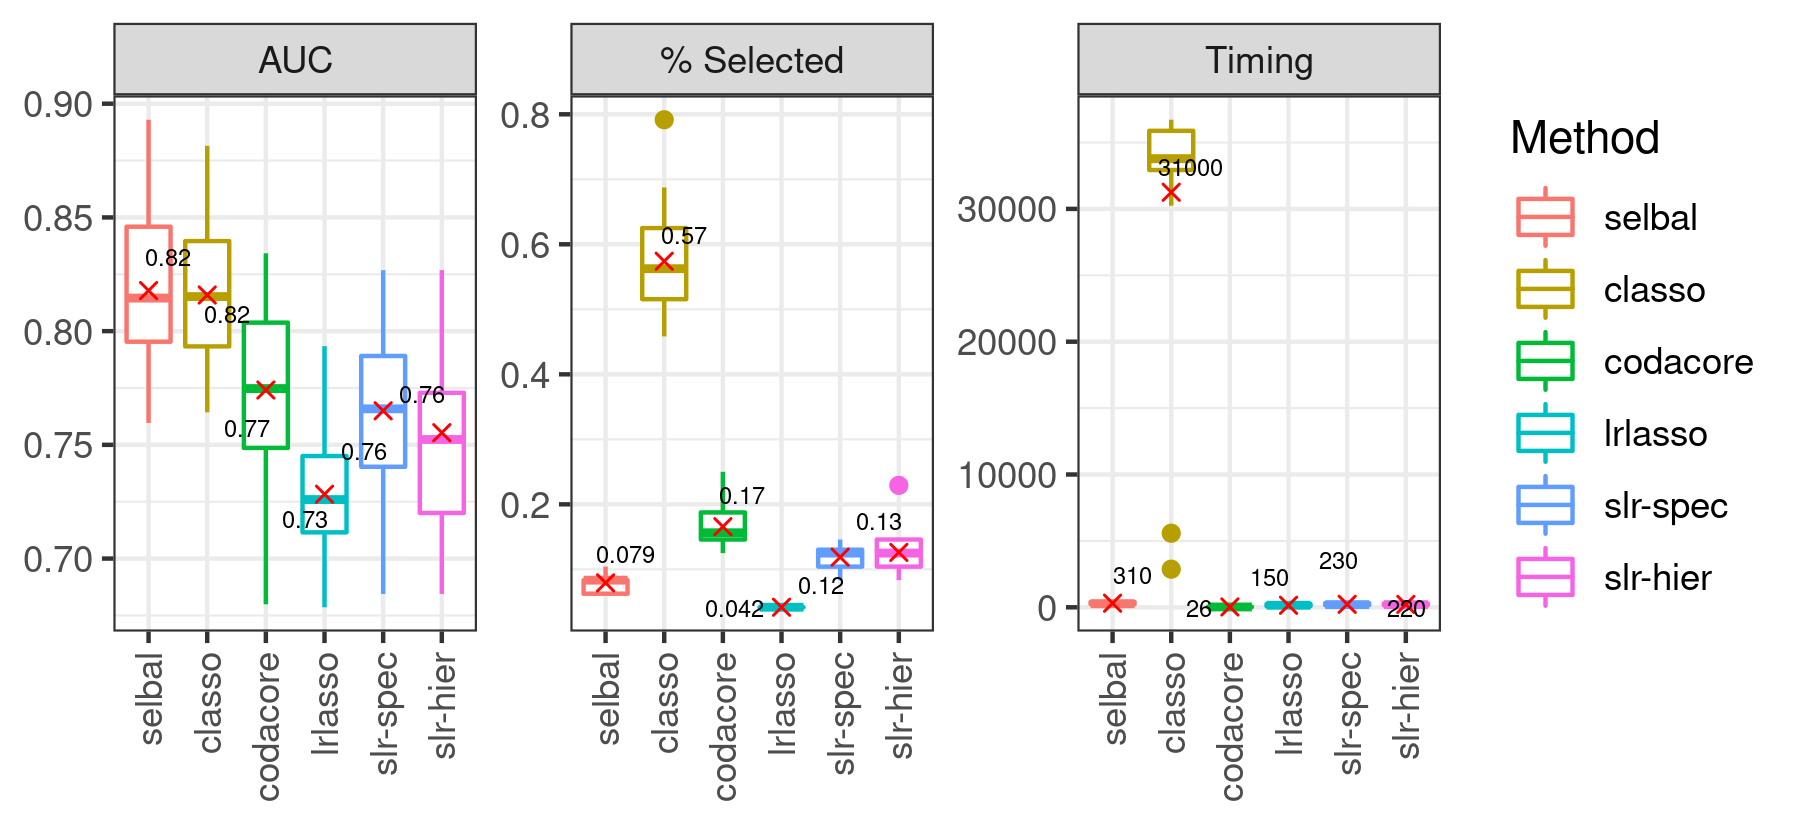 AUC
% Selected
Timing
0.90
0.85
0.80
0.75
0.70
0.82
0.82
0.77
0.73
0.76
0.76
selbal
classo
codacore
lrlasso
slr-spec
slr-hier
0.8
0.6
0.4
0.2
0.079
0.57
0.17
0.042
0.12
0.13
selbal
classo
codacore
lrlasso
slr-spec
slr-hier
30000
20000
10000
0
310
31000
26
150
230
220
selbal
classo
codacore
lrlasso
slr-spec
slr-hier
Method
selbal
classo
codacore
lrlasso
slr-spec
slr-hier